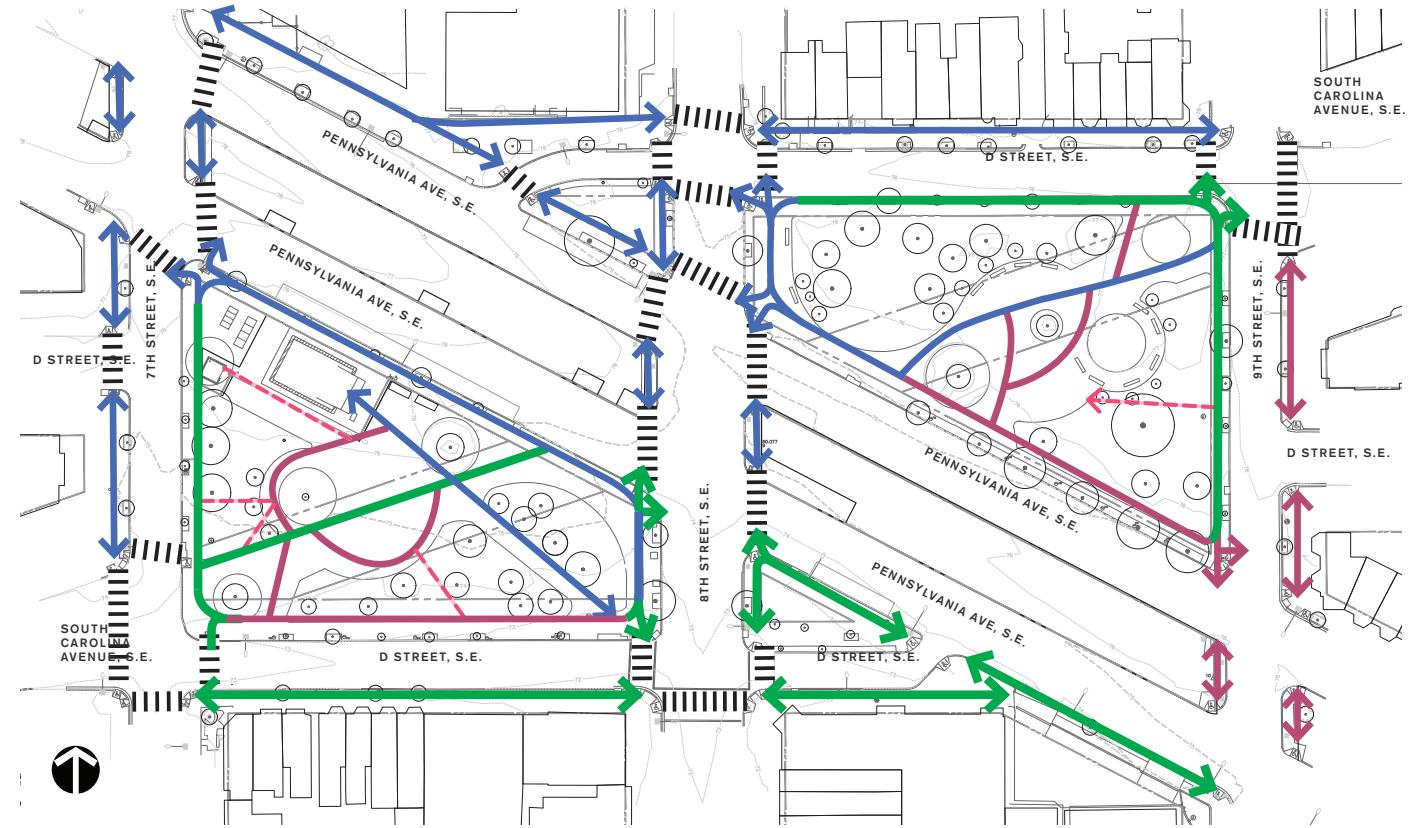 SOUTH
CAROLINA
AVENUE, S.E.
PENNSYLVANIA AVE, S.E.
D STREET, S.E.
PENNSYLVANIA AVE, S.E.
7TH STREET, S.E.
9TH STREET, S.E.
D STREET, S.E.
D STREET, S.E.
PENNSYLVANIA AVE, S.E.
8TH STREET, S.E.
PENNSYLVANIA AVE, S.E.
SOUTH
CAROLINA
AVENUE, S.E.
D STREET, S.E.
D STREET, S.E.